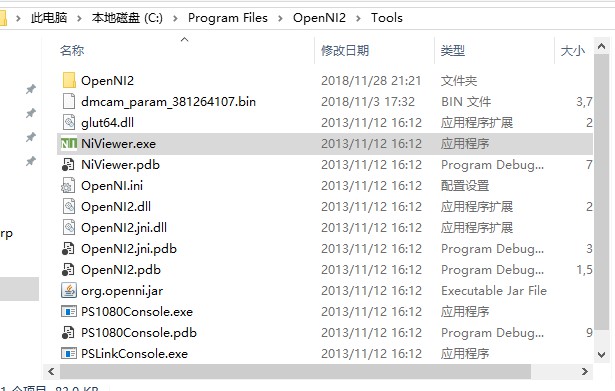 此电脑 > 本地磁盘 (C:) > Program Files > OpenNI2 > Tools
名称 修改日期 类型 大小
OpenNI2 2018/11/28 21:21 文件夹
dmcam_param_381264107.bin 2018/11/3 17:32 BIN 文件 3,7
glut64.dll 2013/11/12 16:12 应用程序扩展 2
NiViewer.exe 2013/11/12 16:12 应用程序
NiViewer.pdb 2013/11/12 16:12 Program Debug... 7
OpenNI.ini 2013/11/12 16:12 配置设置
OpenNI2.dll 2013/11/12 16:12 应用程序扩展 2
OpenNI2.jni.dll 2013/11/12 16:12 应用程序扩展
rp
OpenNI2.jni.pdb 2013/11/12 16:12 Program Debug... 3
OpenNI2.pdb 2013/11/12 16:12 Program Debug... 1,5
org.openni.jar 2013/11/12 16:12 Executable Jar File
PS1080Console.exe 2013/11/12 16:12 应用程序
PS1080Console.pdb 2013/11/12 16:12 Program Debug... 9
PSLinkConsole.exe 2013/11/12 16:12 应用程序